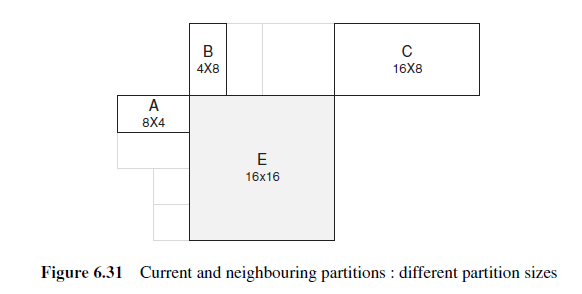 B
4X8
C
16X8
A
8X4
E
16x16
Figure 6.31 Current and neighbouring partitions : different partition sizes